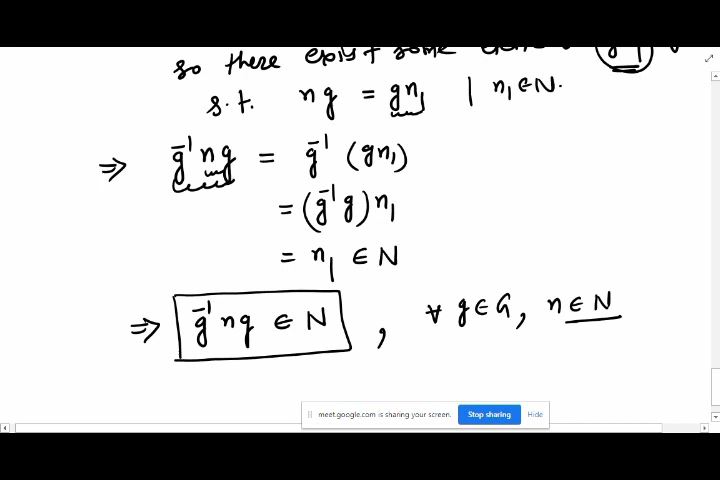 so there exist some
s.t. ng = gn₁ | n₁ ∈ N.
⇒ g⁻¹ng = g⁻¹ (gn₁)
= (g⁻¹g) n₁
= n₁ ∈ N
⇒ g⁻¹ng ∈ N , ∀ g ∈ G, n ∈ N
meet.google.com is sharing your screen. Stop sharing Hide